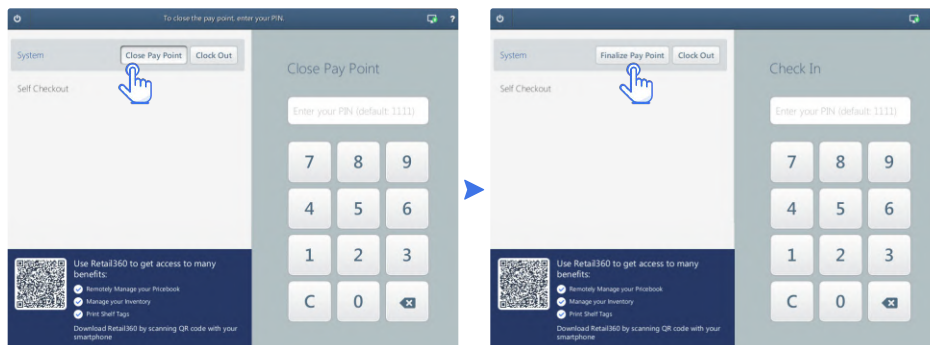 To close the pay point, enter your PIN.
?
System
Close Pay Point
Clock Out
Self Checkout
Close Pay Point
Enter your PIN (default: 1111)
7 8 9
4 5 6
1 2 3
C 0
Use Retail360 to get access to many
benefits:
Remotely Manage your Pricebook
Manage your Inventory
Print Shelf Tags
Download Retail360 by scanning QR code with your
smartphone
System
Finalize Pay Point
Clock Out
Self Checkout
Check In
Enter your PIN (default: 1111)
7 8 9
4 5 6
1 2 3
C 0
Use Retail360 to get access to many
benefits:
Remotely Manage your Pricebook
Manage your Inventory
Print Shelf Tags
Download Retail360 by scanning QR code with your
smartphone